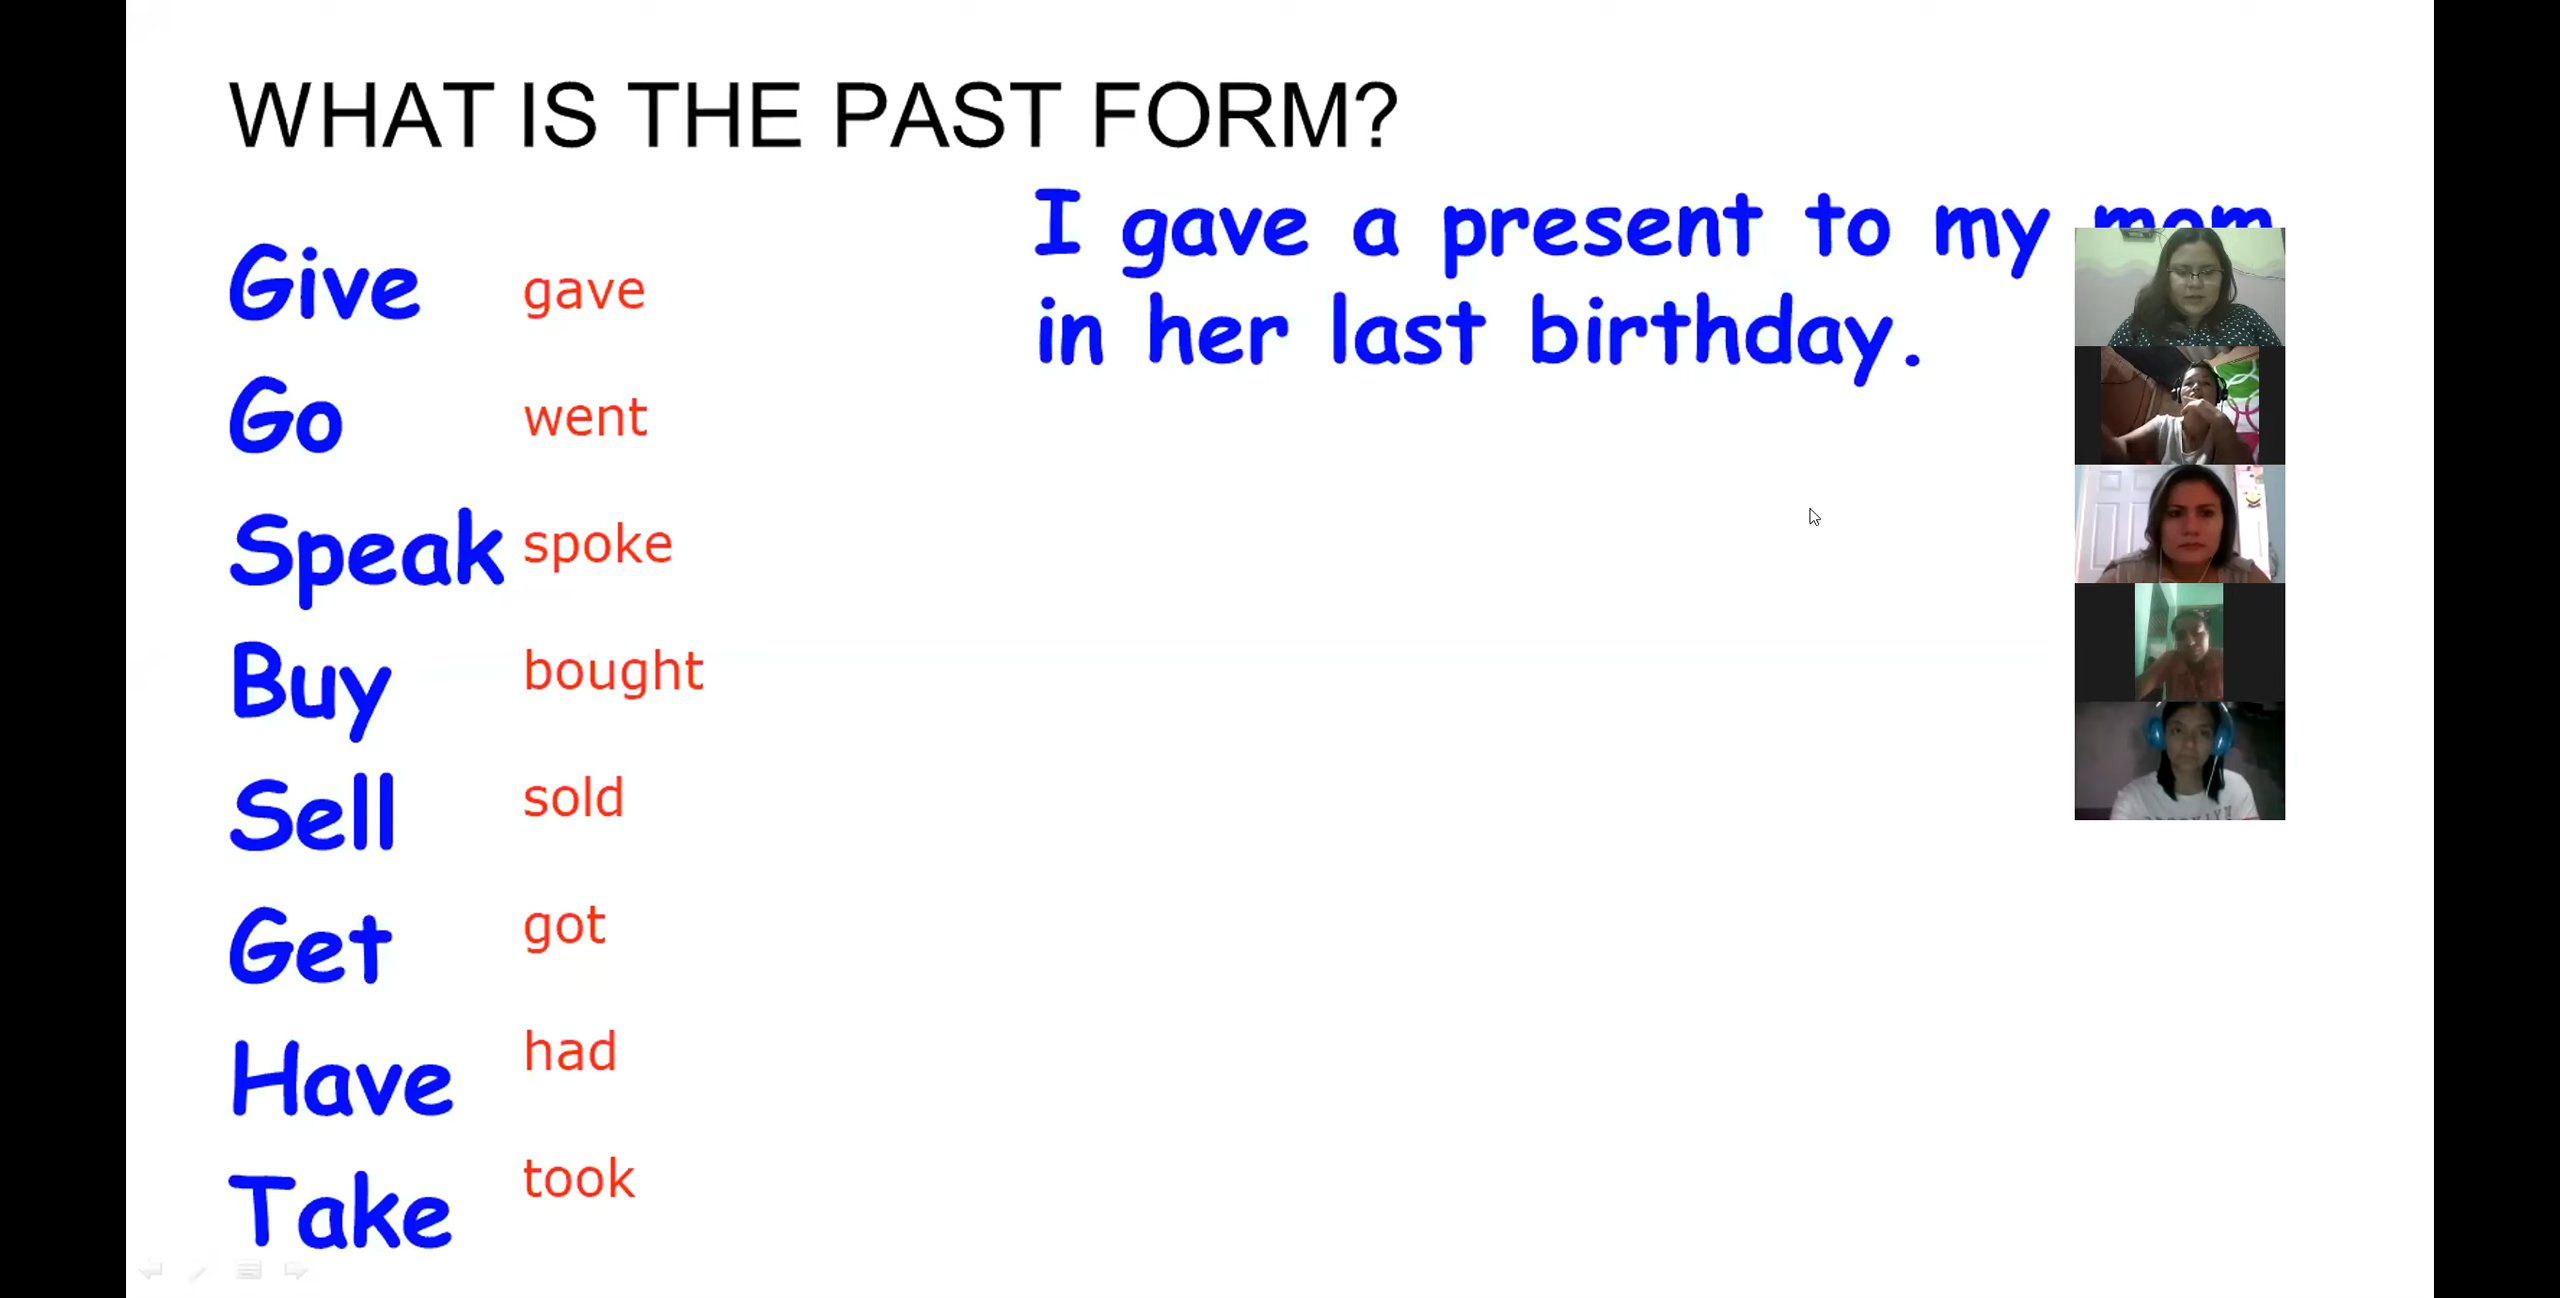 WHAT IS THE PAST FORM?
I gave a present to my mom
in her last birthday.
Give gave
Go went
Speak spoke
Buy bought
Sell sold
Get got
Have had
Take took